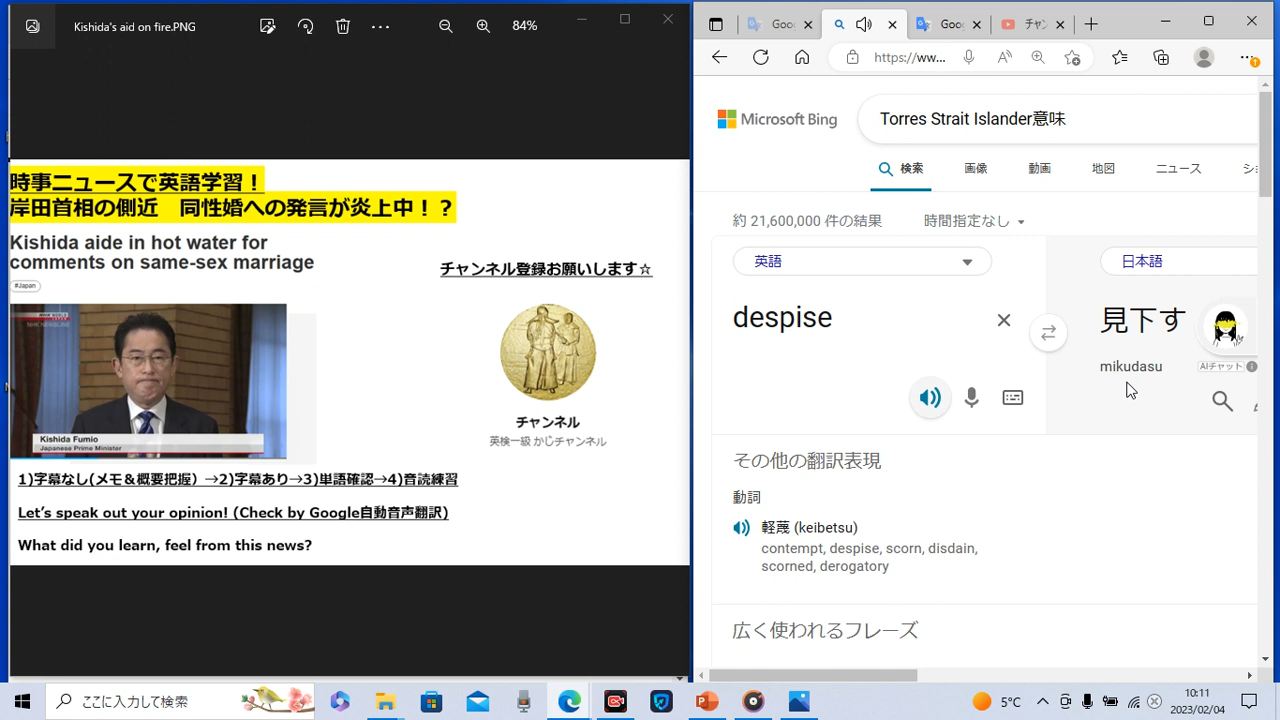 Kishida's aid on fire.PNG
84%
時事ニュースで英語学習！
岸田首相の側近　同性婚への発言が炎上中！？
Kishida aide in hot water for
comments on same-sex marriage
#Japan
チャンネル登録お願いします☆
NHK WORLD
NHK NEWSLINE
Kishida Fumio
Japanese Prime Minister
チャンネル
英検一級 かじチャンネル
1)字幕なし(メモ＆概要把握）→2)字幕あり→3)単語確認→4)音読練習
Let's speak out your opinion! (Check by Google自動音声翻訳)
What did you learn, feel from this news?
Goo
Goo
チャン
https://ww...
Microsoft Bing
Torres Strait Islander意味
検索
画像
動画
地図
ニュース
シ
約 21,600,000 件の結果
時間指定なし
英語
日本語
despise
見下す
mikudasu
AIチャット
その他の翻訳表現
動詞
軽蔑 (keibetsu)
contempt, despise, scorn, disdain,
scorned, derogatory
広く使われるフレーズ
ここに入力して検索
5°C
10:11
2023/02/04